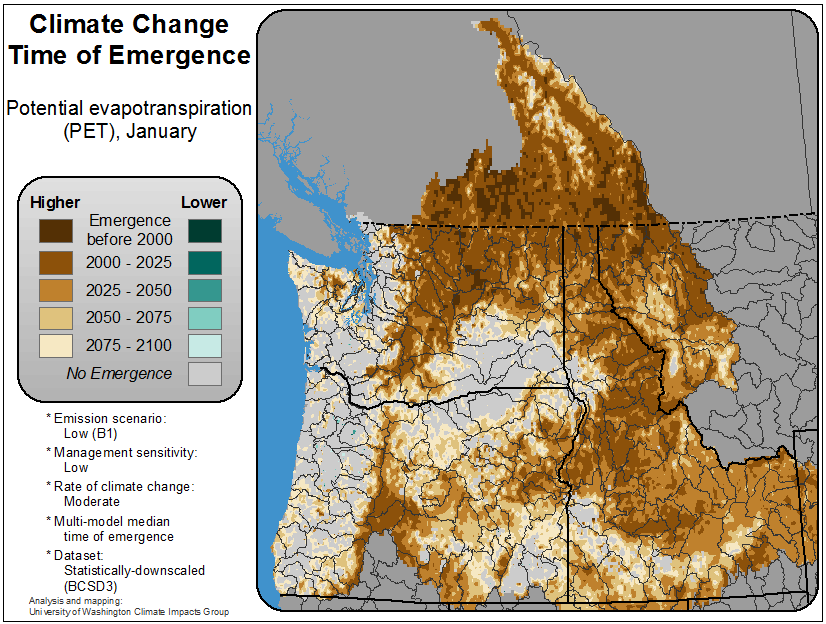 Climate Change
Time of Emergence
Potential evapotranspiration
(PET), January
Higher Lower
Emergence
before 2000
2000 - 2025
2025 - 2050
2050 - 2075
2075 - 2100
No Emergence
* Emission scenario:
Low (B1)
* Management sensitivity:
Low
* Rate of climate change:
Moderate
* Multi-model median
time of emergence
* Dataset:
Statistically-downscaled
(BCSD3)
Analysis and mapping:
University of Washington Climate Impacts Group